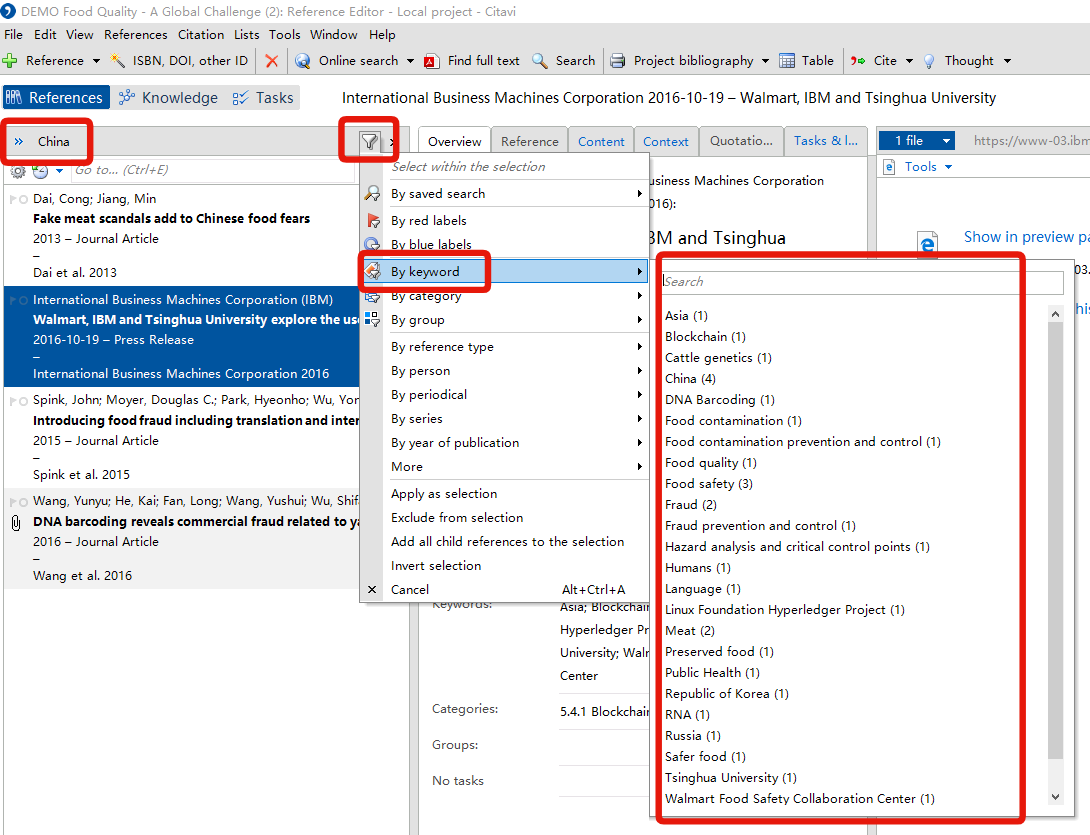 DEMO Food Quality - A Global Challenge (2): Reference Editor - Local project - Citavi
File Edit View References Citation Lists Tools Window Help
Reference ISBN, DOI, other ID Online search Find full text Search Project bibliography Table Cite Thought
References Knowledge Tasks International Business Machines Corporation 2016-10-19 – Walmart, IBM and Tsinghua University
» China
Overview Reference Content Context Quotatio... Tasks & l... 1 file https://www-03.ibm
Go to... (Ctrl+E)
Tools
Dai, Cong; Jiang, Min
Fake meat scandals add to Chinese food fears
2013 – Journal Article
–
Dai et al. 2013
International Business Machines Corporation (IBM)
Walmart, IBM and Tsinghua University explore the use
2016-10-19 – Press Release
–
International Business Machines Corporation 2016
Spink, John; Moyer, Douglas C.; Park, Hyeonho; Wu, Yon
Introducing food fraud including translation and inter
2015 – Journal Article
–
Spink et al. 2015
Wang, Yunyu; He, Kai; Fan, Long; Wang, Yushui; Wu, Shifa
DNA barcoding reveals commercial fraud related to ya
2016 – Journal Article
–
Wang et al. 2016
Select within the selection
By saved search
By red labels
By blue labels
By keyword
By category
By group
By reference type
By person
By periodical
By series
By year of publication
More
Apply as selection
Exclude from selection
Add all child references to the selection
Invert selection
Cancel Alt+Ctrl+A
usiness Machines Corporation
016):
BM and Tsinghua
Show in preview pa
03.
his
Search
Asia (1)
Blockchain (1)
Cattle genetics (1)
China (4)
DNA Barcoding (1)
Food contamination (1)
Food contamination prevention and control (1)
Food quality (1)
Food safety (3)
Fraud (2)
Fraud prevention and control (1)
Hazard analysis and critical control points (1)
Humans (1)
Language (1)
Linux Foundation Hyperledger Project (1)
Meat (2)
Preserved food (1)
Public Health (1)
Republic of Korea (1)
RNA (1)
Russia (1)
Safer food (1)
Tsinghua University (1)
Walmart Food Safety Collaboration Center (1)
Keywords: Asia; Blockchain
Hyperledger Pr
University; Walr
Center
Categories: 5.4.1 Blockchain
Groups:
No tasks